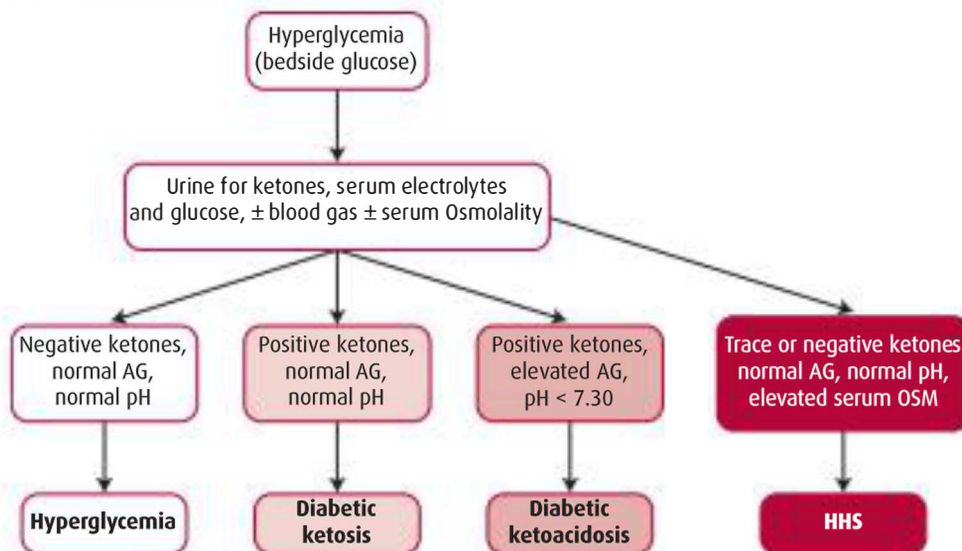 Hyperglycemia
(bedside glucose)
Urine for ketones, serum electrolytes
and glucose, ± blood gas ± serum Osmolality
Negative ketones,
normal AG,
normal pH
Positive ketones,
normal AG,
normal pH
Positive ketones,
elevated AG,
pH < 7.30
Trace or negative ketones
normal AG, normal pH,
elevated serum OSM
Hyperglycemia
Diabetic
ketosis
Diabetic
ketoacidosis
HHS